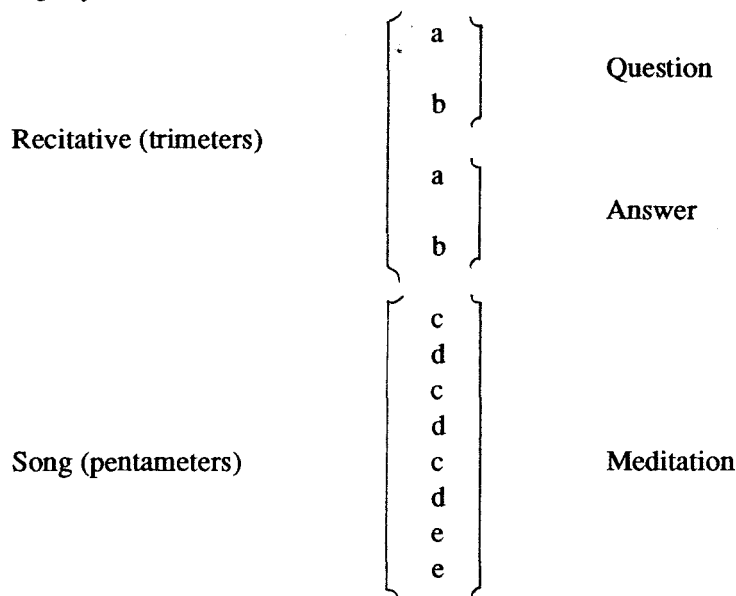 a
Question
b
Recitative (trimeters)
a
Answer
b
c
d
c
d
Song (pentameters) c Meditation
d
e
e